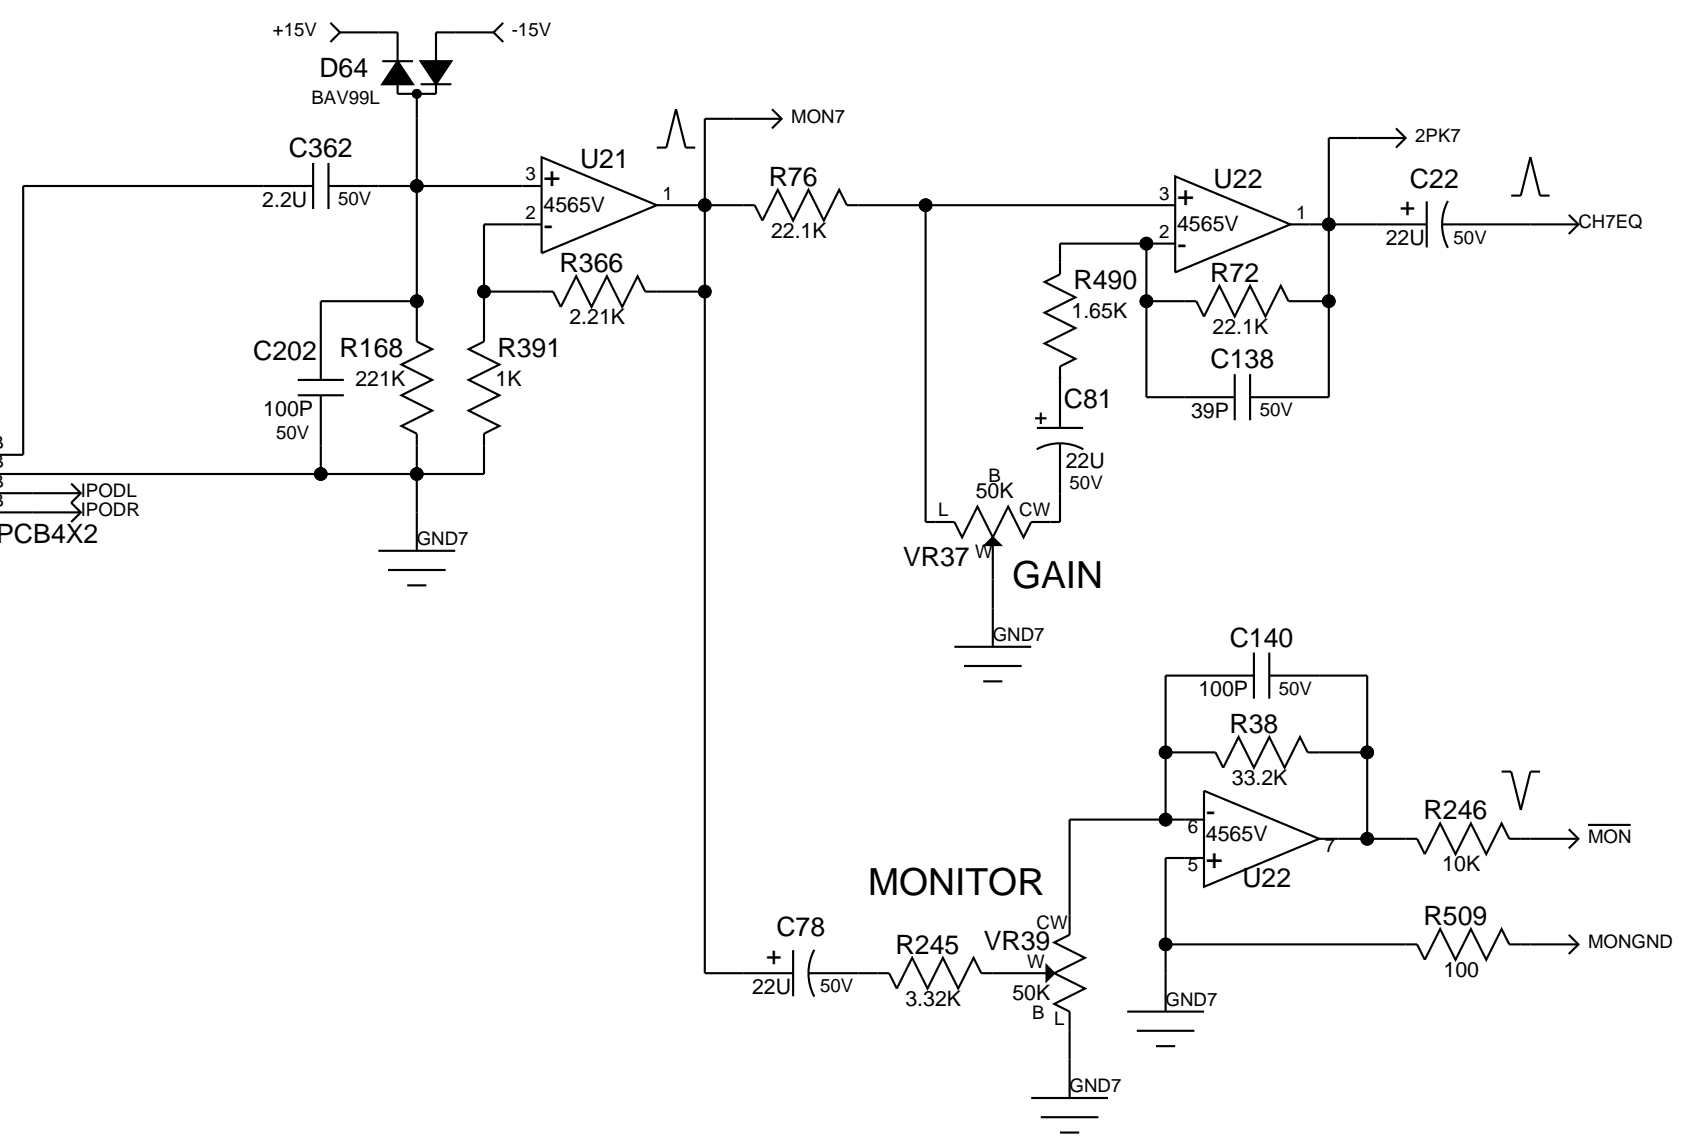 +15V
-15V
D64
BAV99L
C362
2.2U
50V
3
+
2
-
U21
4565V
1
MON7
R76
22.1K
R366
2.21K
C202
100P
50V
R168
221K
R391
1K
GND7
IPODL
IPODR
PCB4X2
U22
3
+
2
-
4565V
1
2PK7
C22
+
22U
50V
CH7EQ
R490
1.65K
R72
22.1K
C138
39P
50V
C81
+
22U
50V
B
50K
L
CW
VR37
W
GAIN
GND7
C140
100P
50V
R38
33.2K
6
-
4565V
5
+
7
U22
R246
10K
MON
R509
100
MONGND
GND7
MONITOR
C78
+
22U
50V
R245
3.32K
CW
VR39
W
50K
B
L
GND7